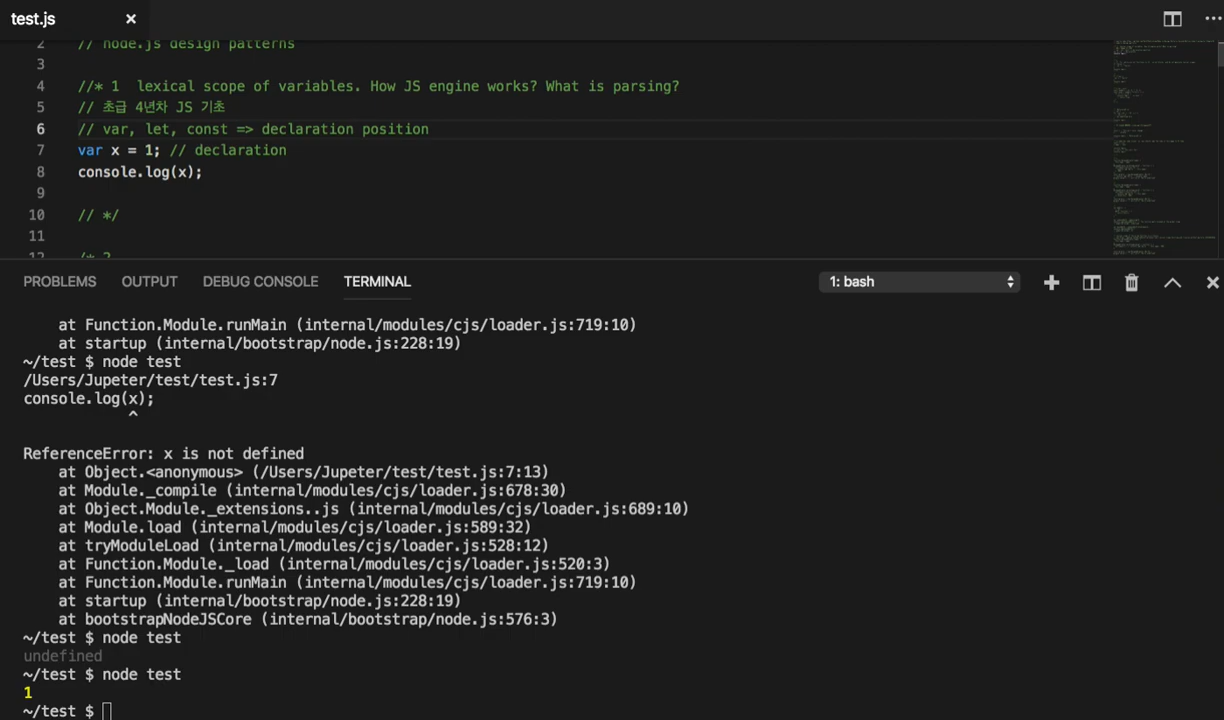 test.js
2 // node.js design patterns
3
4 //* 1 lexical scope of variables. How JS engine works? What is parsing?
5 // 초급 4년차 JS 기초
6 // var, let, const => declaration position
7 var x = 1; // declaration
8 console.log(x);
9
10 // */
11
12 /* 2
PROBLEMS OUTPUT DEBUG CONSOLE TERMINAL 1: bash
at Function.Module.runMain (internal/modules/cjs/loader.js:719:10)
at startup (internal/bootstrap/node.js:228:19)
~/test $ node test
/Users/Jupeter/test/test.js:7
console.log(x);
^
ReferenceError: x is not defined
at Object.<anonymous> (/Users/Jupeter/test/test.js:7:13)
at Module._compile (internal/modules/cjs/loader.js:678:30)
at Object.Module._extensions..js (internal/modules/cjs/loader.js:689:10)
at Module.load (internal/modules/cjs/loader.js:589:32)
at tryModuleLoad (internal/modules/cjs/loader.js:528:12)
at Function.Module._load (internal/modules/cjs/loader.js:520:3)
at Function.Module.runMain (internal/modules/cjs/loader.js:719:10)
at startup (internal/bootstrap/node.js:228:19)
at bootstrapNodeJSCore (internal/bootstrap/node.js:576:3)
~/test $ node test
undefined
~/test $ node test
1
~/test $